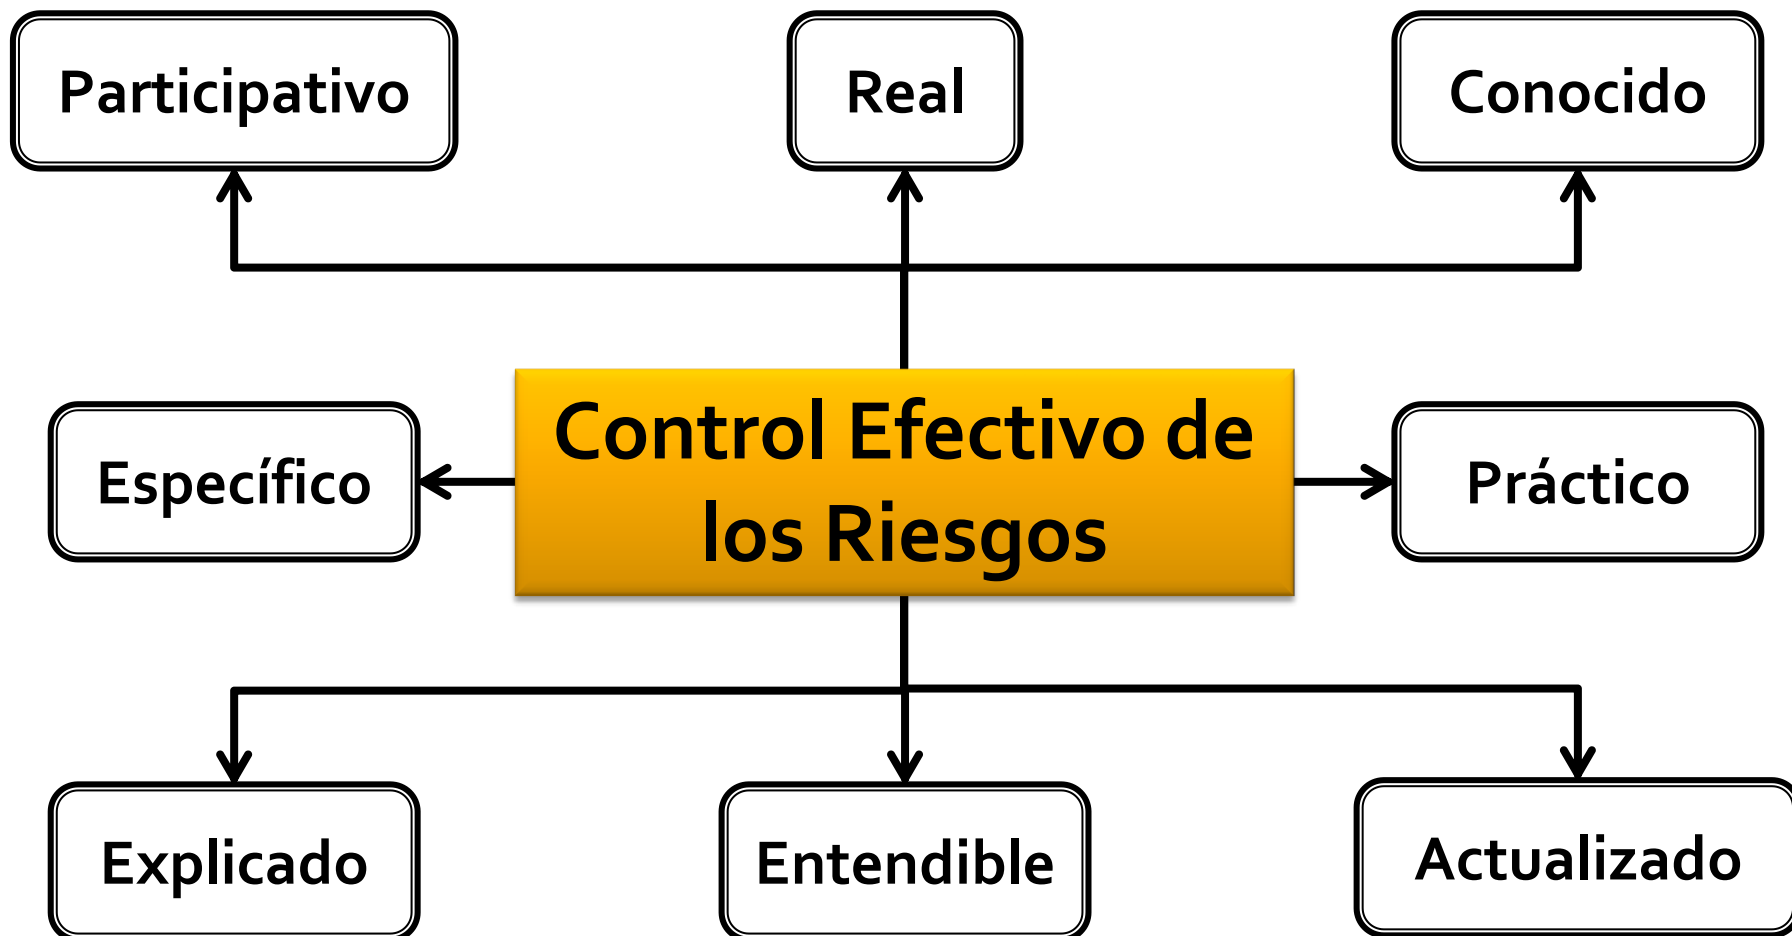 Participativo
Real
Conocido
Específico
Control Efectivo de
los Riesgos
Práctico
Explicado
Entendible
Actualizado